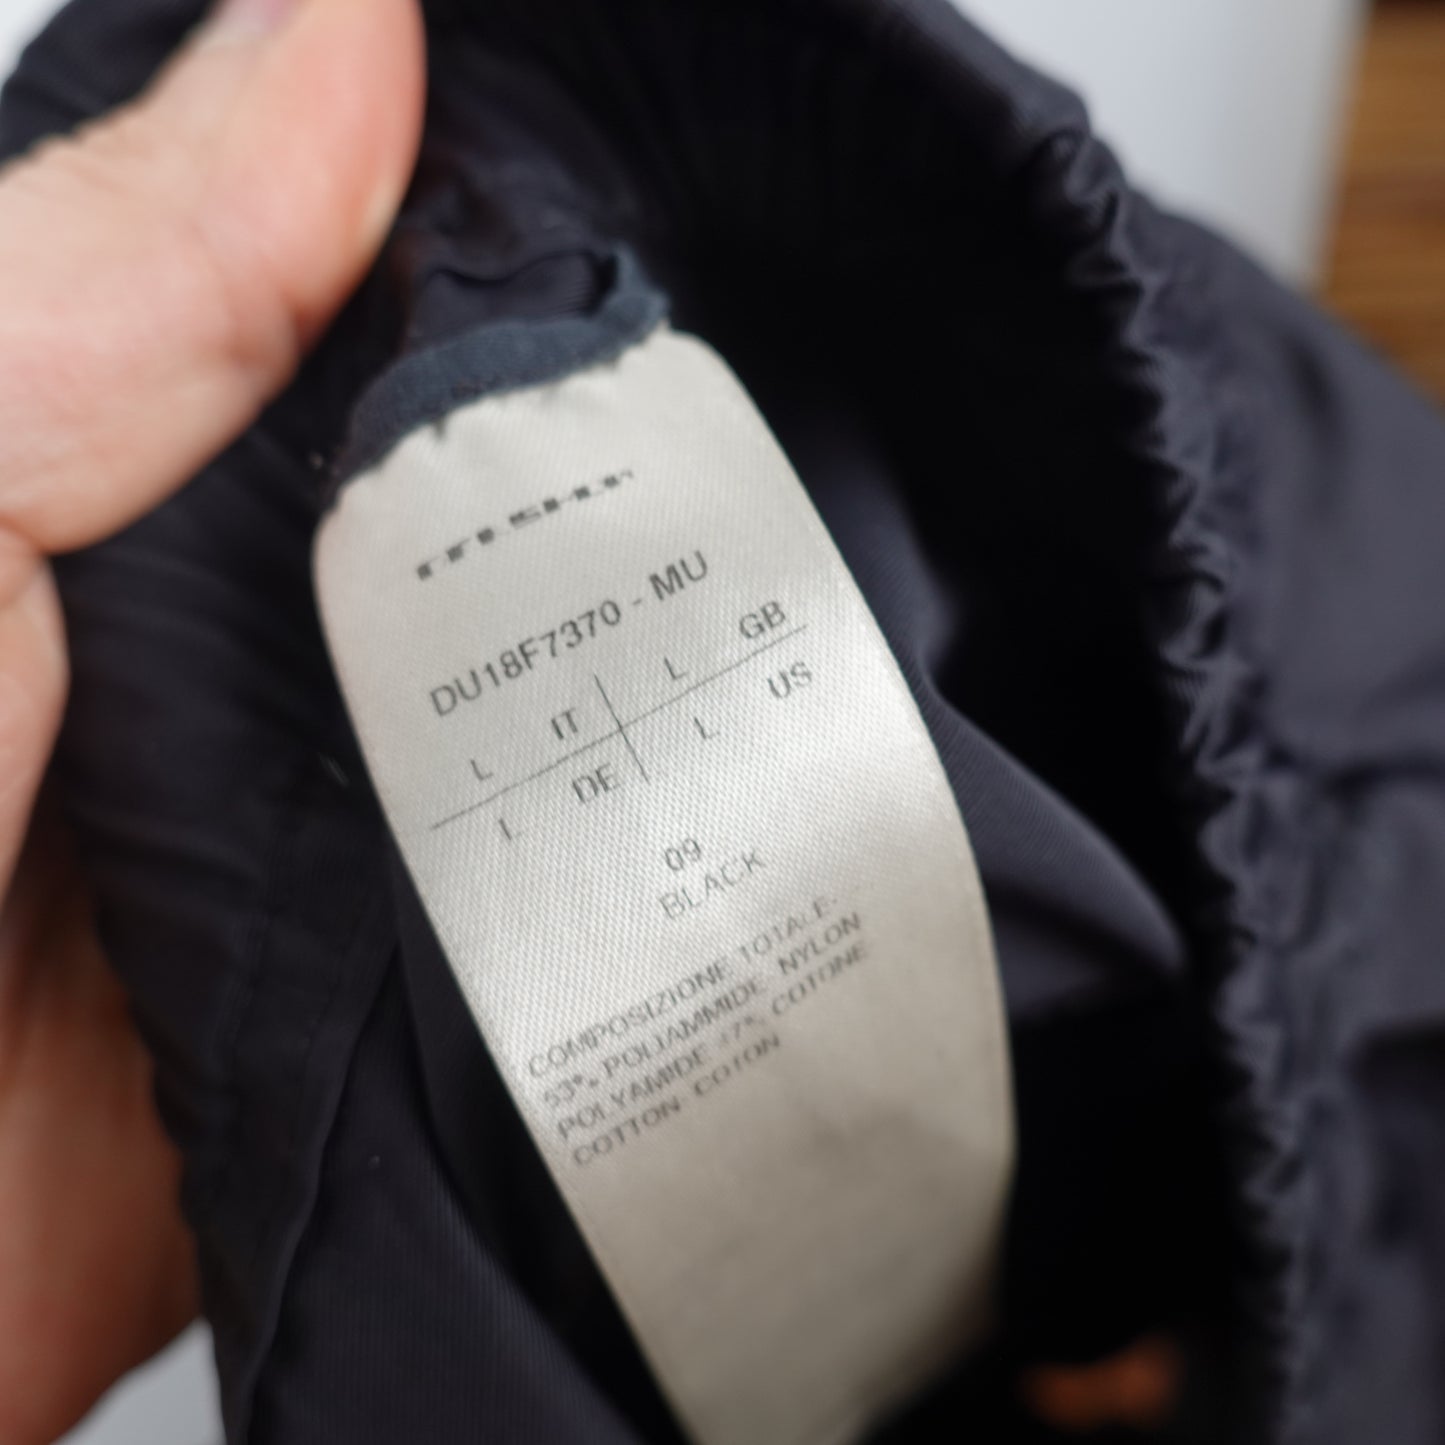 DU18F7370 - MU
L IT L GB
L DE L US
09
BLACK
COMPOSIZIONE TOTALE
53% POLIAMMIDE NYLON
POLYAMIDE 47% COTONE
COTTON COTON